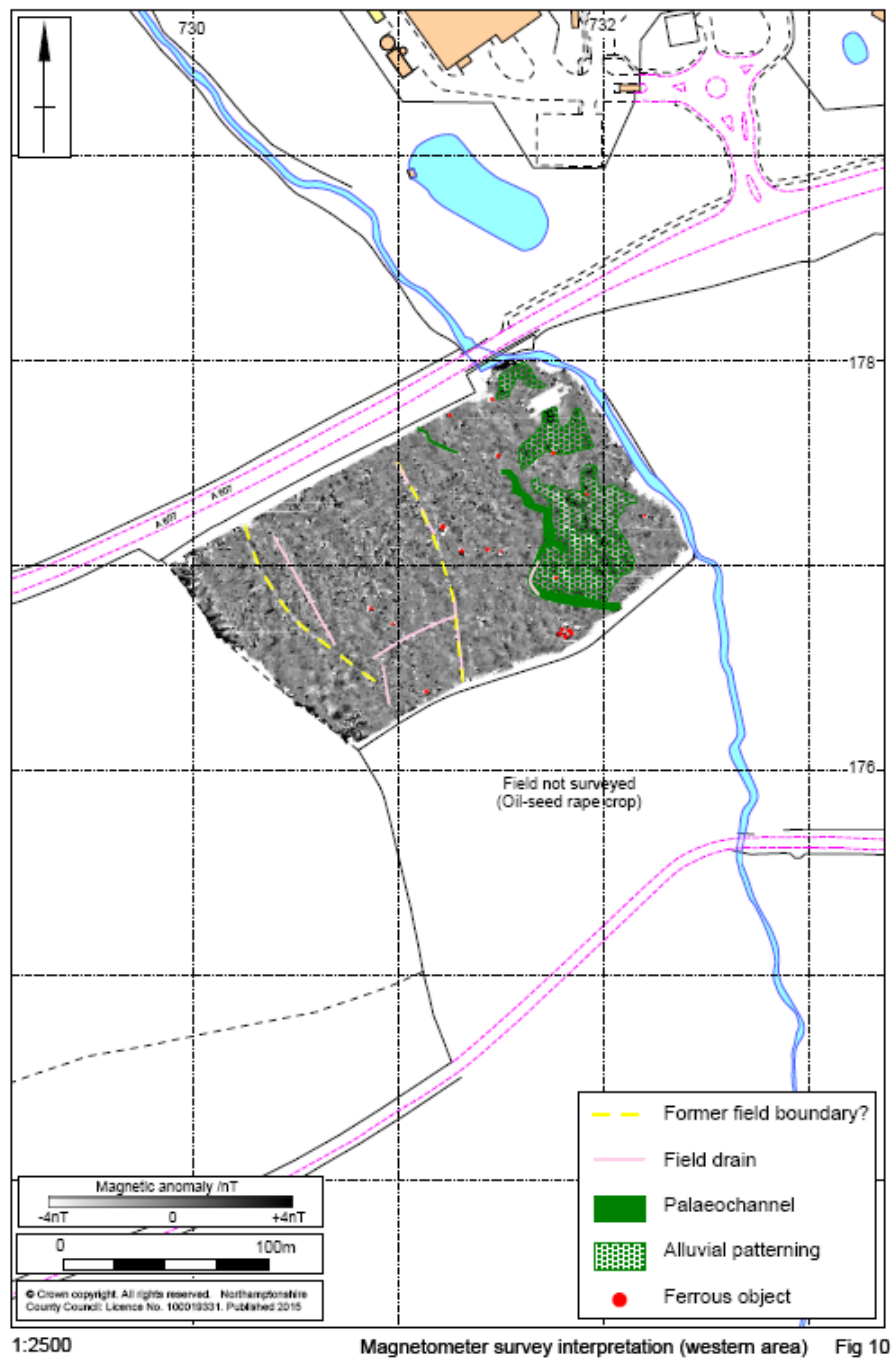 730
732
178
A 607
A 607
176
Field not surveyed
(Oil-seed rape crop)
Former field boundary?
Field drain
Palaeochannel
Alluvial patterning
Ferrous object
Magnetic anomaly /nT
-4nT 0 +4nT
0 100m
© Crown copyright. All rights reserved. Northamptonshire
County Council: Licence No. 100019331. Published 2015
1:2500 Magnetometer survey interpretation (western area) Fig 10